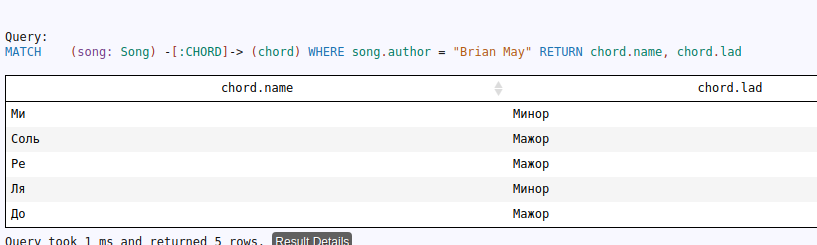 Query:
MATCH    (song: Song) -[:CHORD]-> (chord) WHERE song.author = "Brian May" RETURN chord.name, chord.lad
chord.name chord.lad
Ми Минор
Соль Мажор
Ре Мажор
Ля Минор
До Мажор
Query took 1 ms and returned 5 rows. Result Details